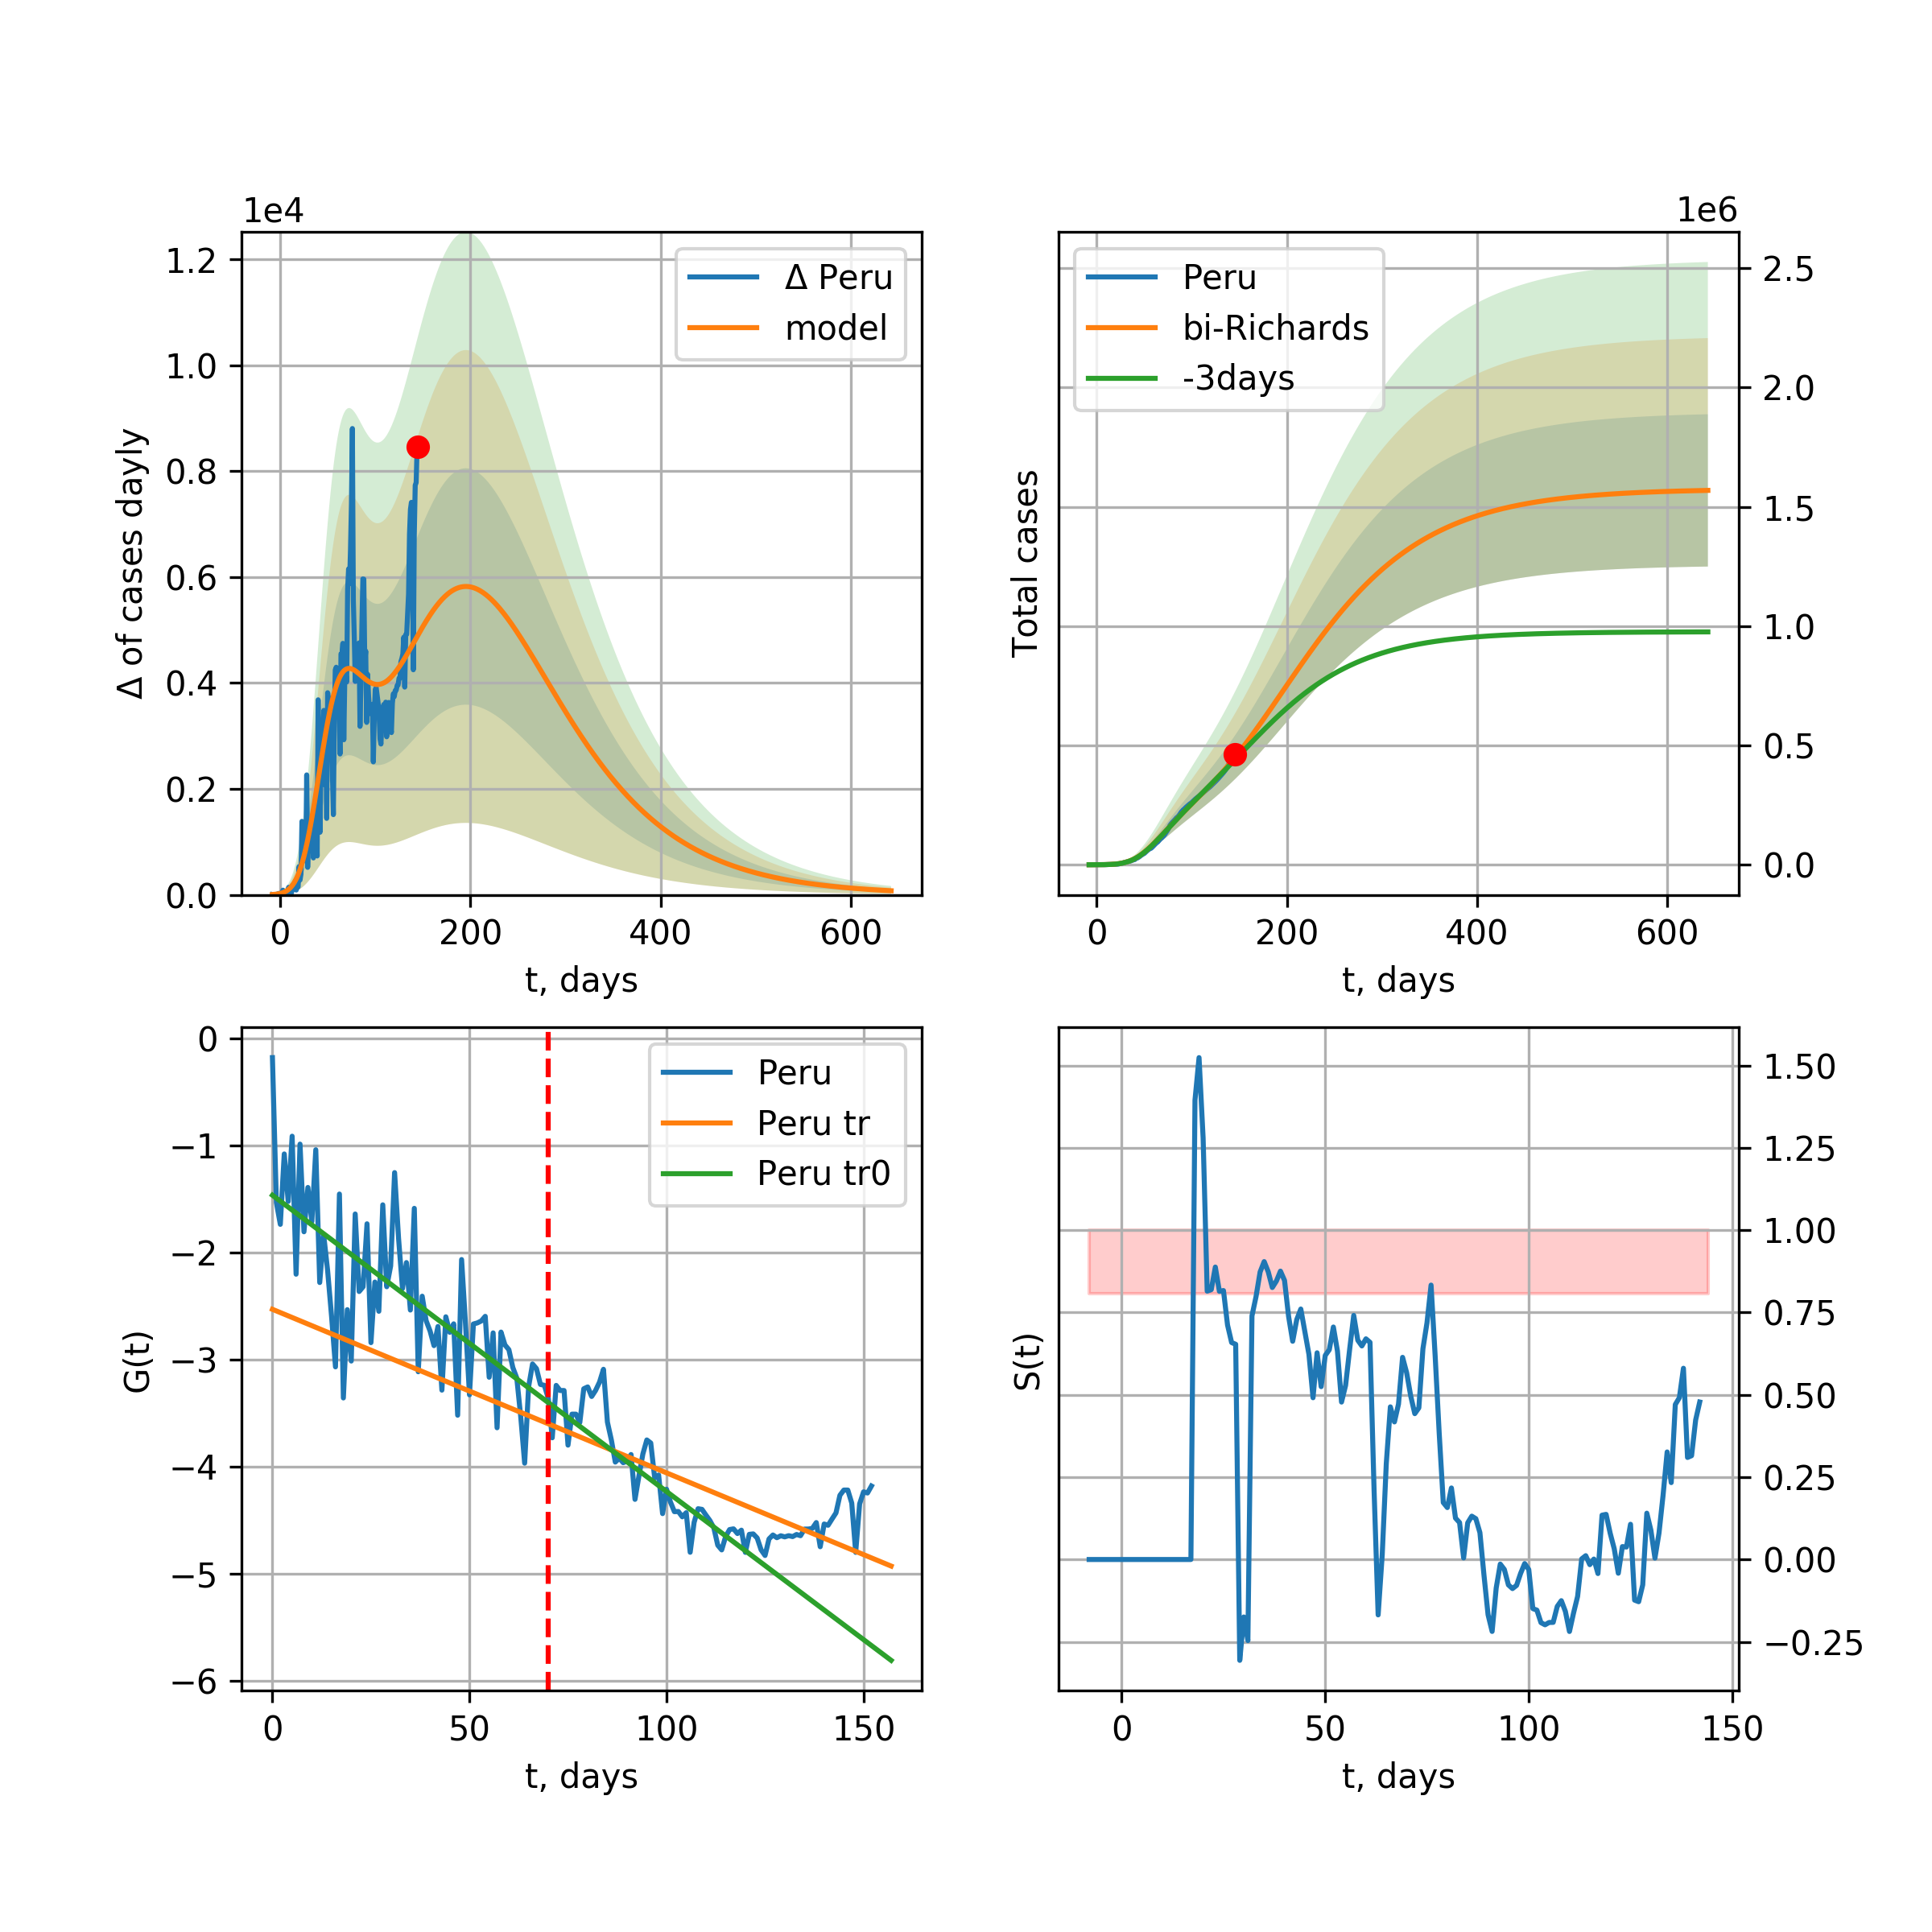 1e4
1.2
1.0
0.8
0.6
0.4
0.2
0.0
Δ of cases dayly
Δ Peru
model
0 200 400 600
t, days
1e6
2.5
2.0
1.5
1.0
0.5
0.0
Total cases
Peru
bi-Richards
-3days
0 200 400 600
t, days
0
−1
−2
−3
−4
−5
−6
G(t)
Peru
Peru tr
Peru tr0
0 50 100 150
t, days
1.50
1.25
1.00
0.75
0.50
0.25
0.00
−0.25
S(t)
0 50 100 150
t, days